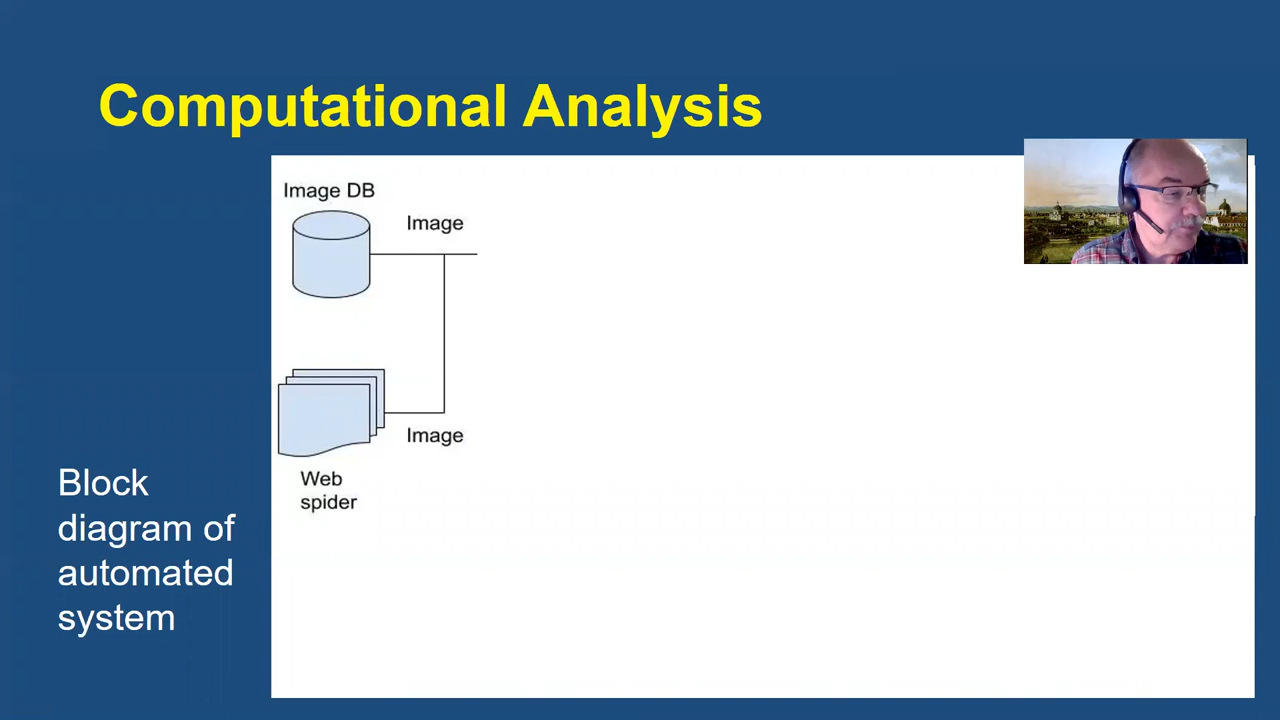 Computational Analysis
Image DB
Image
Image
Web
spider
Block
diagram of
automated
system